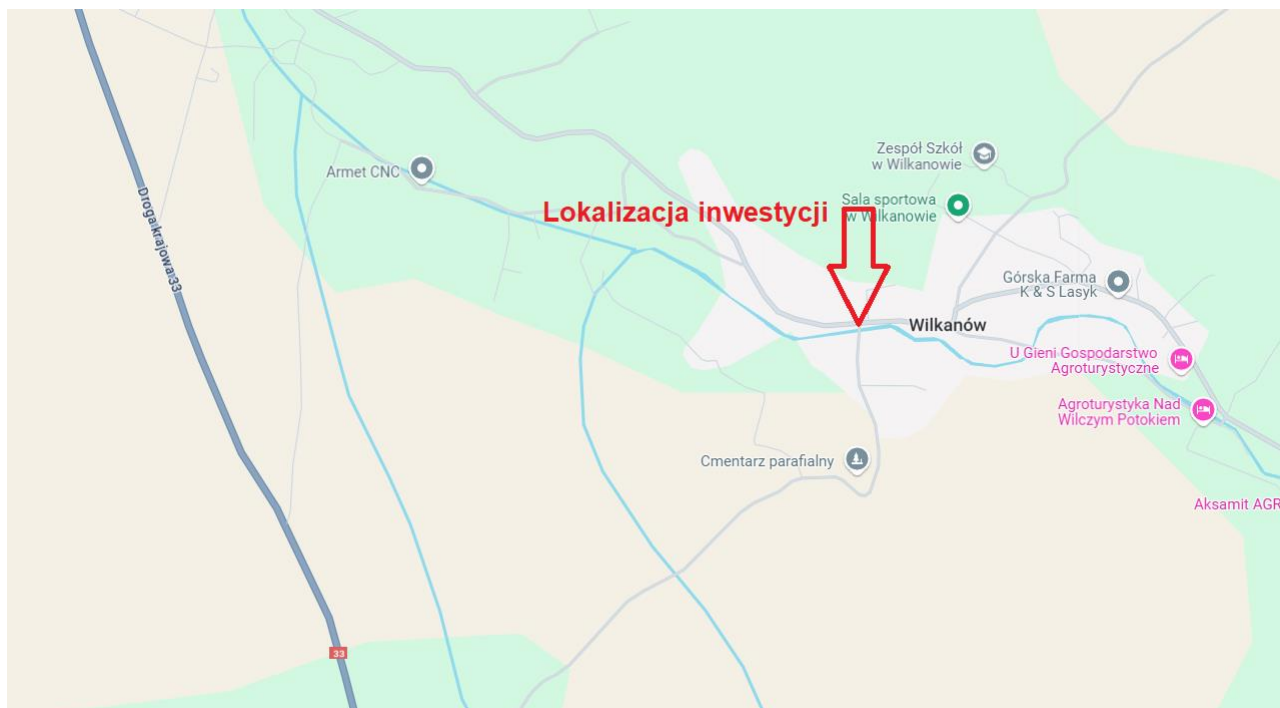 Zespół Szkół
w Wilkanowie
Armet CNC
Sala sportowa
w Wilkanowie
Lokalizacja inwestycji
Droga krajowa 33
Górska Farma
K & S Lasyk
Wilkanów
U Gieni Gospodarstwo
Agroturystyczne
Agroturystyka Nad
Wilczym Potokiem
Cmentarz parafialny
Aksamit AGR
33